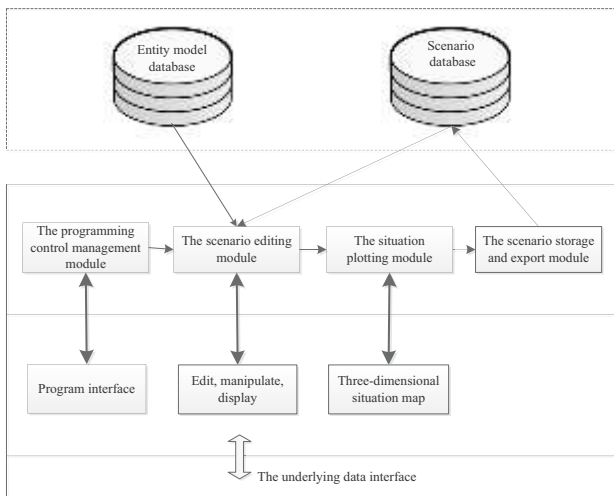 Entity model
database
Scenario
database
The programming
control management
module
The scenario editing
module
The situation
plotting module
The scenario storage
and export module
Program interface
Edit, manipulate,
display
Three-dimensional
situation map
The underlying data interface